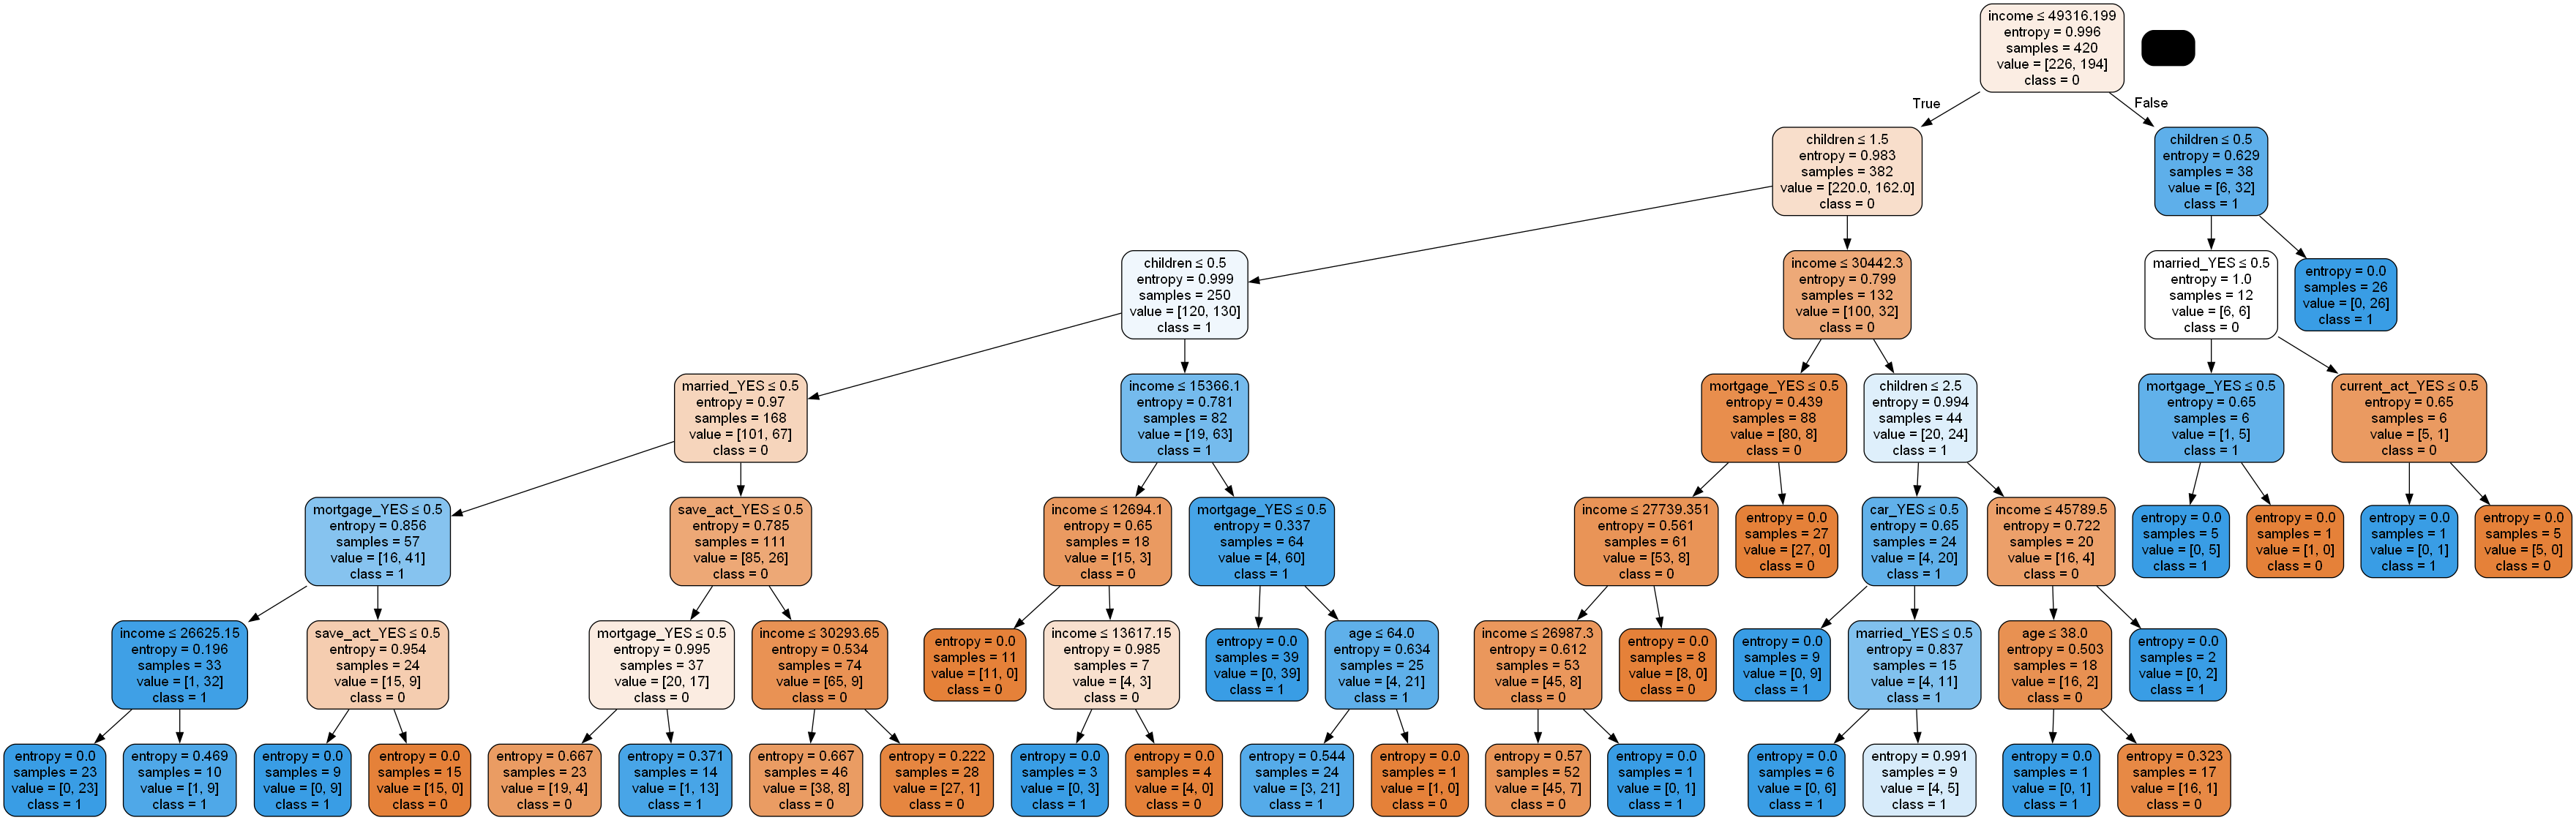 income ≤ 49316.199
entropy = 0.996
samples = 420
value = [226, 194]
class = 0
True
False
children ≤ 1.5
entropy = 0.983
samples = 382
value = [220.0, 162.0]
class = 0
children ≤ 0.5
entropy = 0.629
samples = 38
value = [6, 32]
class = 1
children ≤ 0.5
entropy = 0.999
samples = 250
value = [120, 130]
class = 1
income ≤ 30442.3
entropy = 0.799
samples = 132
value = [100, 32]
class = 0
married_YES ≤ 0.5
entropy = 1.0
samples = 12
value = [6, 6]
class = 0
entropy = 0.0
samples = 26
value = [0, 26]
class = 1
married_YES ≤ 0.5
entropy = 0.97
samples = 168
value = [101, 67]
class = 0
income ≤ 15366.1
entropy = 0.781
samples = 82
value = [19, 63]
class = 1
mortgage_YES ≤ 0.5
entropy = 0.439
samples = 88
value = [80, 8]
class = 0
children ≤ 2.5
entropy = 0.994
samples = 44
value = [20, 24]
class = 1
mortgage_YES ≤ 0.5
entropy = 0.65
samples = 6
value = [1, 5]
class = 1
current_act_YES ≤ 0.5
entropy = 0.65
samples = 6
value = [5, 1]
class = 0
mortgage_YES ≤ 0.5
entropy = 0.856
samples = 57
value = [16, 41]
class = 1
save_act_YES ≤ 0.5
entropy = 0.785
samples = 111
value = [85, 26]
class = 0
income ≤ 12694.1
entropy = 0.65
samples = 18
value = [15, 3]
class = 0
mortgage_YES ≤ 0.5
entropy = 0.337
samples = 64
value = [4, 60]
class = 1
income ≤ 27739.351
entropy = 0.561
samples = 61
value = [53, 8]
class = 0
entropy = 0.0
samples = 27
value = [27, 0]
class = 0
car_YES ≤ 0.5
entropy = 0.65
samples = 24
value = [4, 20]
class = 1
income ≤ 45789.5
entropy = 0.722
samples = 20
value = [16, 4]
class = 0
entropy = 0.0
samples = 5
value = [0, 5]
class = 1
entropy = 0.0
samples = 1
value = [1, 0]
class = 0
entropy = 0.0
samples = 1
value = [0, 1]
class = 1
entropy = 0.0
samples = 5
value = [5, 0]
class = 0
income ≤ 26625.15
entropy = 0.196
samples = 33
value = [1, 32]
class = 1
save_act_YES ≤ 0.5
entropy = 0.954
samples = 24
value = [15, 9]
class = 0
mortgage_YES ≤ 0.5
entropy = 0.995
samples = 37
value = [20, 17]
class = 0
income ≤ 30293.65
entropy = 0.534
samples = 74
value = [65, 9]
class = 0
entropy = 0.0
samples = 11
value = [11, 0]
class = 0
income ≤ 13617.15
entropy = 0.985
samples = 7
value = [4, 3]
class = 0
entropy = 0.0
samples = 39
value = [0, 39]
class = 1
age ≤ 64.0
entropy = 0.634
samples = 25
value = [4, 21]
class = 1
income ≤ 26987.3
entropy = 0.612
samples = 53
value = [45, 8]
class = 0
entropy = 0.0
samples = 8
value = [8, 0]
class = 0
entropy = 0.0
samples = 9
value = [0, 9]
class = 1
married_YES ≤ 0.5
entropy = 0.837
samples = 15
value = [4, 11]
class = 1
age ≤ 38.0
entropy = 0.503
samples = 18
value = [16, 2]
class = 0
entropy = 0.0
samples = 2
value = [0, 2]
class = 1
entropy = 0.0
samples = 23
value = [0, 23]
class = 1
entropy = 0.469
samples = 10
value = [1, 9]
class = 1
entropy = 0.0
samples = 9
value = [0, 9]
class = 1
entropy = 0.0
samples = 15
value = [15, 0]
class = 0
entropy = 0.667
samples = 23
value = [19, 4]
class = 0
entropy = 0.371
samples = 14
value = [1, 13]
class = 1
entropy = 0.667
samples = 46
value = [38, 8]
class = 0
entropy = 0.222
samples = 28
value = [27, 1]
class = 0
entropy = 0.0
samples = 3
value = [0, 3]
class = 1
entropy = 0.0
samples = 4
value = [4, 0]
class = 0
entropy = 0.544
samples = 24
value = [3, 21]
class = 1
entropy = 0.0
samples = 1
value = [1, 0]
class = 0
entropy = 0.57
samples = 52
value = [45, 7]
class = 0
entropy = 0.0
samples = 1
value = [0, 1]
class = 1
entropy = 0.0
samples = 6
value = [0, 6]
class = 1
entropy = 0.991
samples = 9
value = [4, 5]
class = 1
entropy = 0.0
samples = 1
value = [0, 1]
class = 1
entropy = 0.323
samples = 17
value = [16, 1]
class = 0